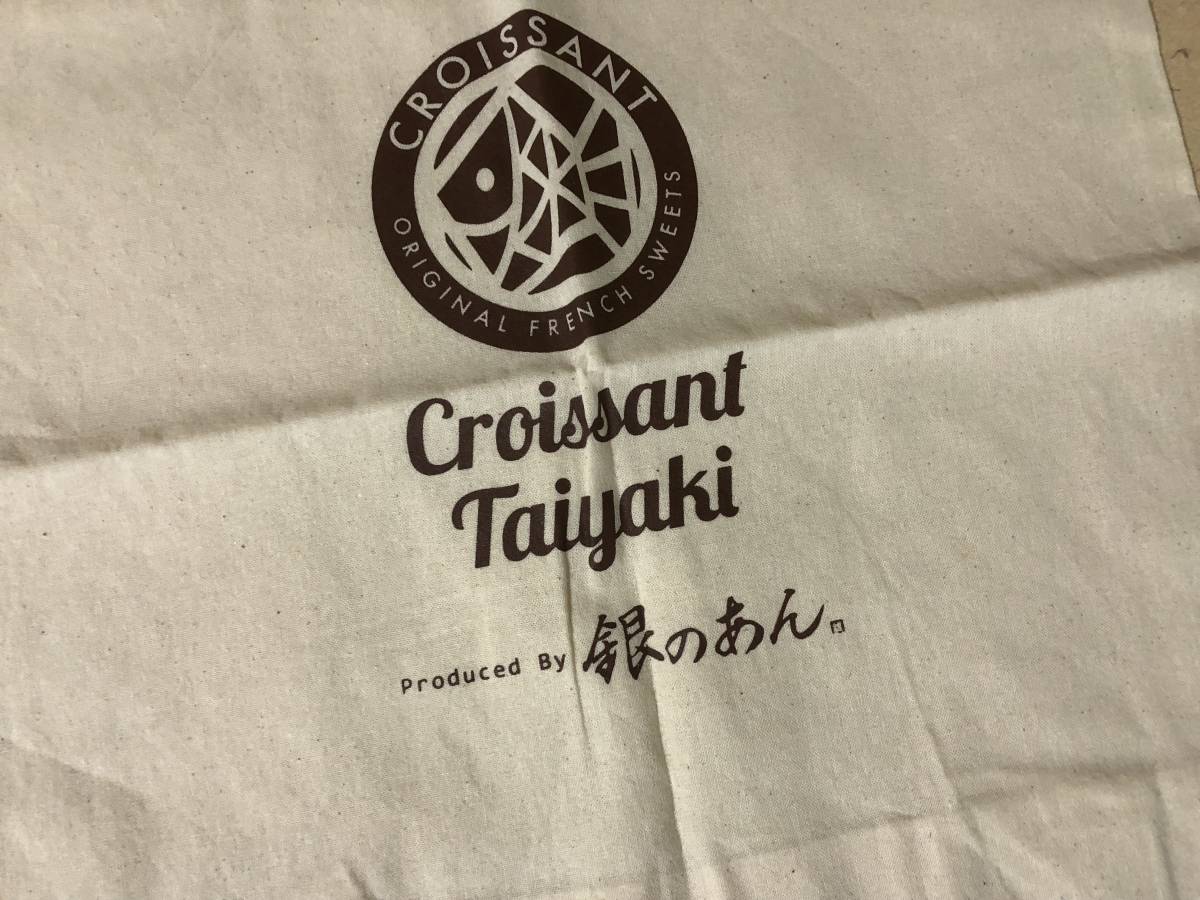 CROISSANT
ORIGINAL FRENCH SWEETS
Croissant
Taiyaki
Produced By 銀のあん。